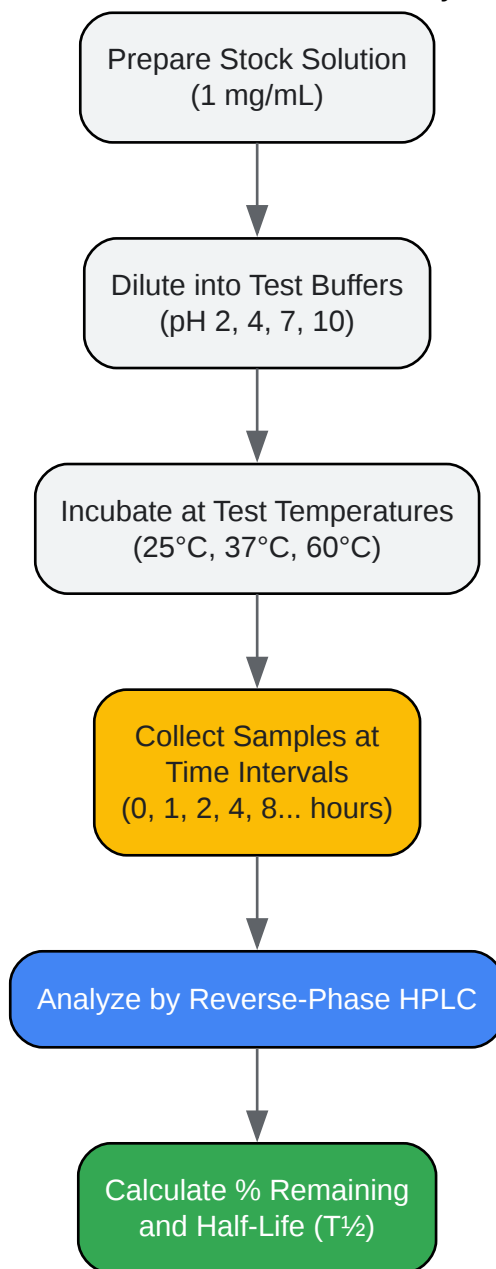 Prepare Stock Solution
(1 mg/mL)
Dilute into Test Buffers
(pH 2, 4, 7, 10)
Incubate at Test Temperatures
(25°C, 37°C, 60°C)
Collect Samples at
Time Intervals
(0, 1, 2, 4, 8... hours)
Analyze by Reverse-Phase HPLC
Calculate % Remaining
and Half-Life (T½)